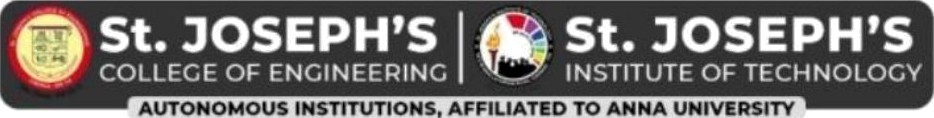 St. JOSEPH'S
COLLEGE OF ENGINEERING
St. JOSEPH'S
INSTITUTE OF TECHNOLOGY
AUTONOMOUS INSTITUTIONS, AFFILIATED TO ANNA UNIVERSITY